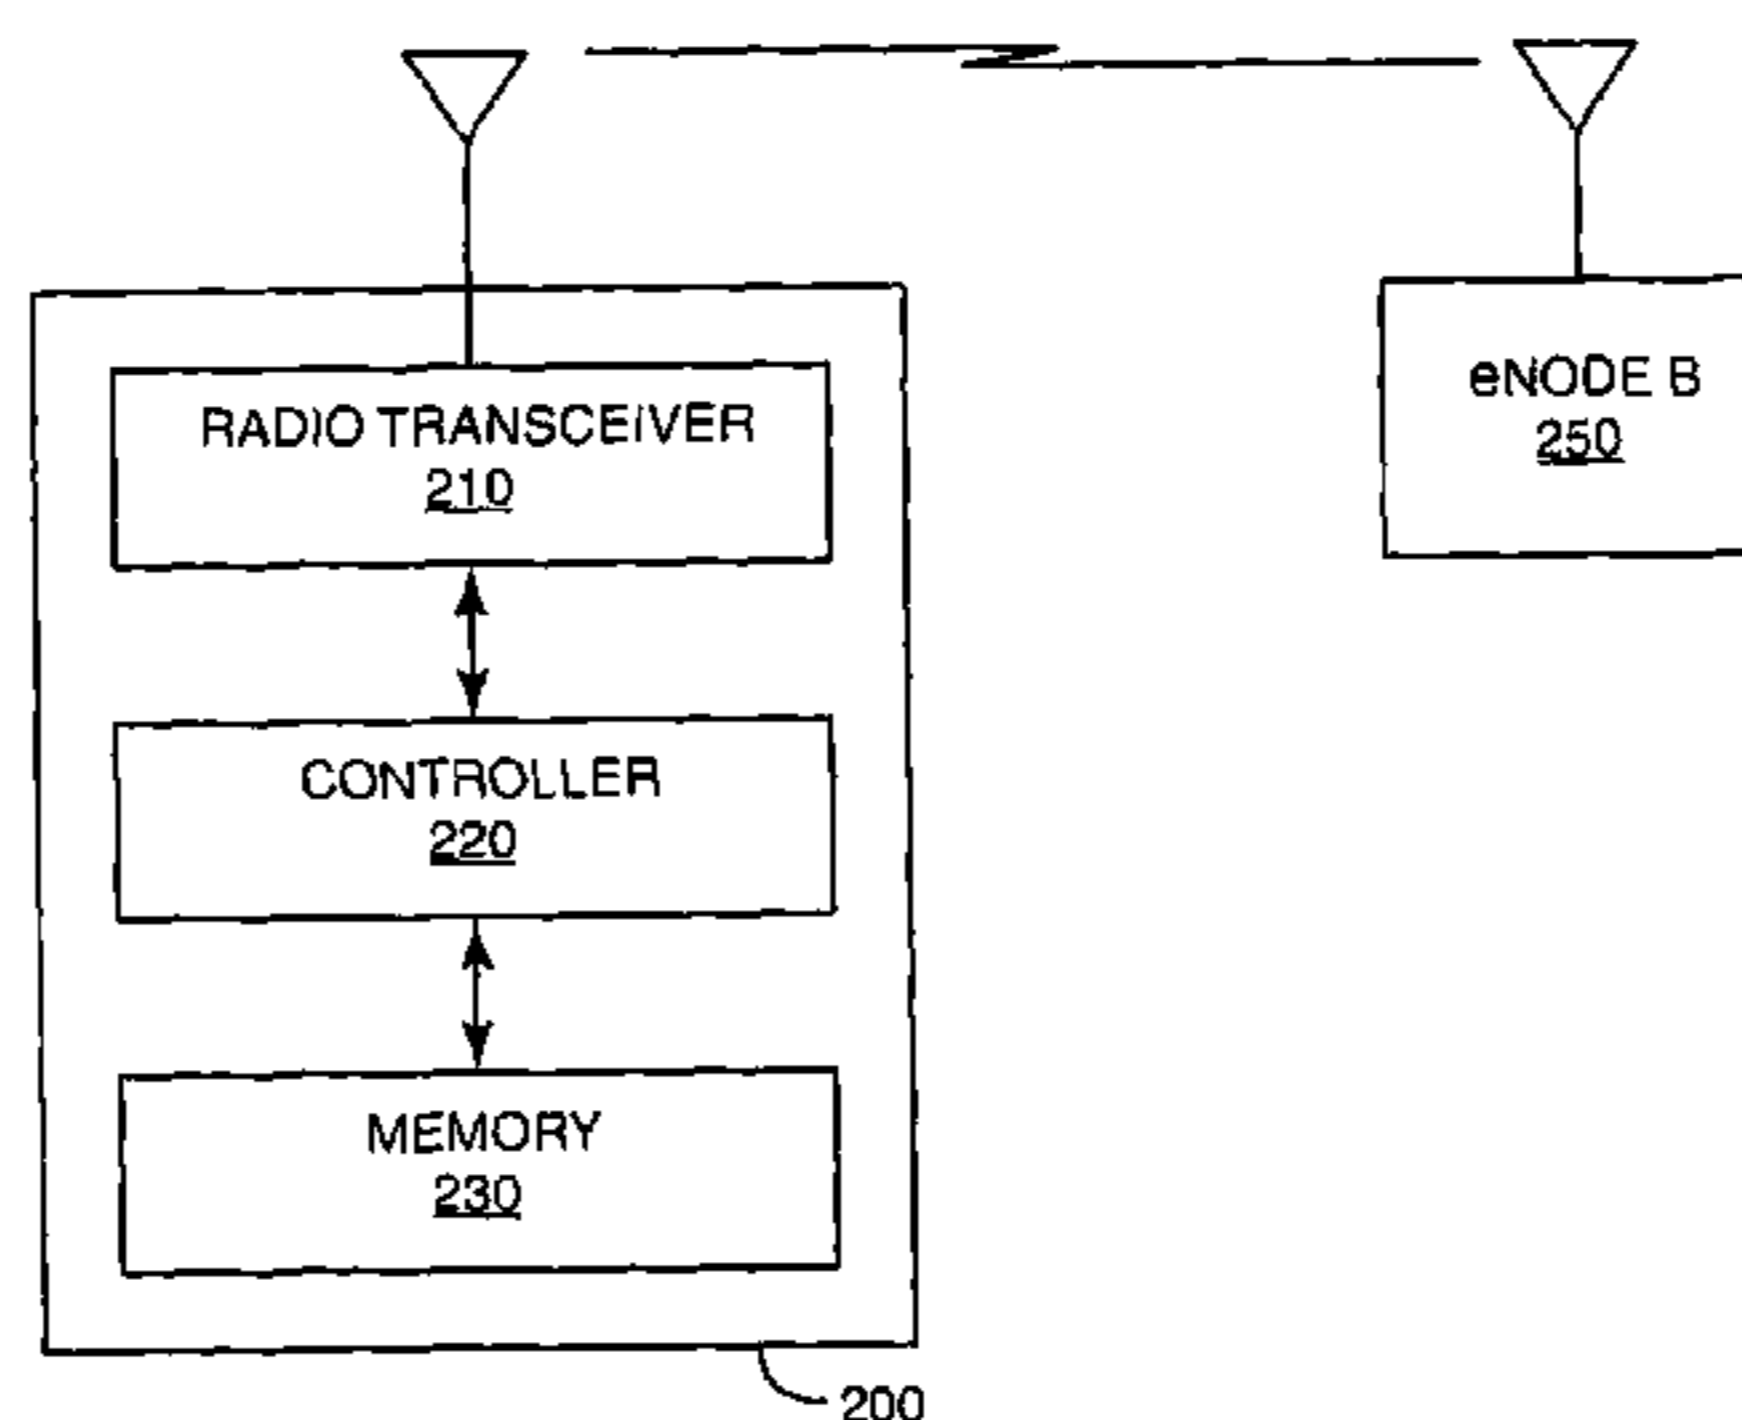 RADIO TRANSCEIVER
210
eNODE B
250
CONTROLLER
220
MEMORY
230
200